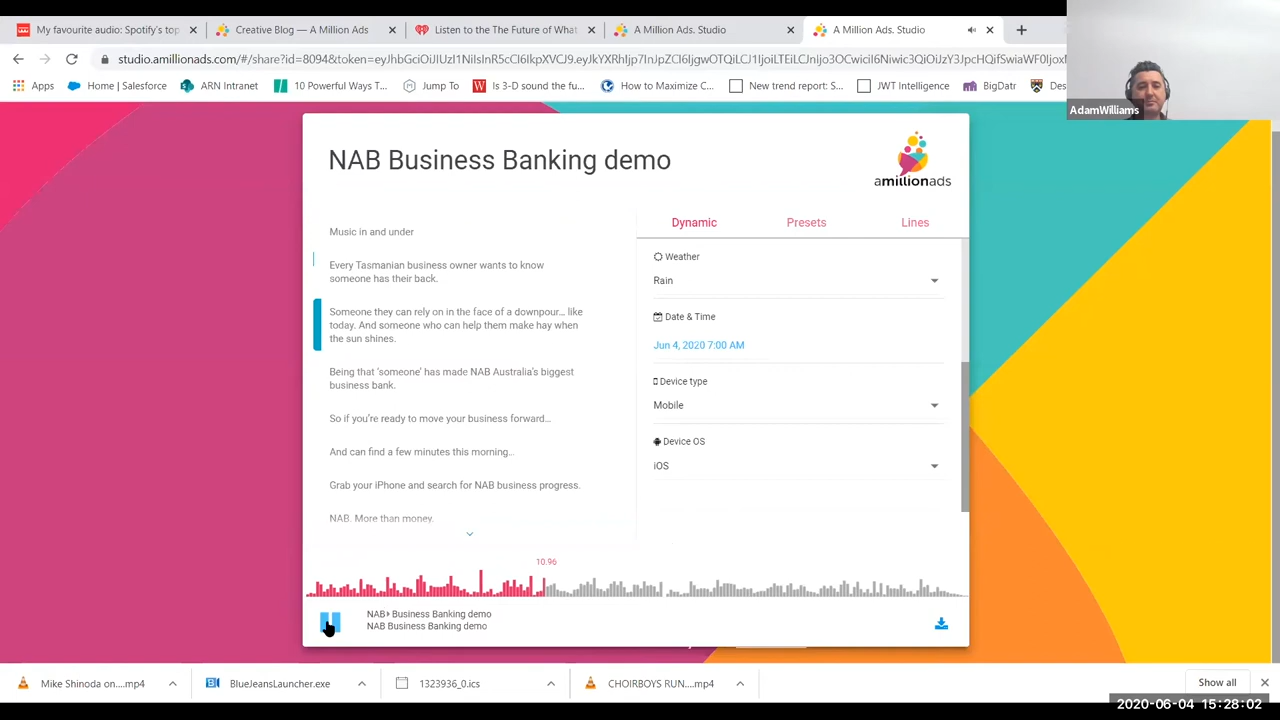 My favourite audio: Spotify's top
Creative Blog — A Million Ads
Listen to the The Future of What
A Million Ads. Studio
A Million Ads. Studio
studio.amillionads.com/#/share?id=8094&token=
Apps
Home | Salesforce
ARN Intranet
10 Powerful Ways T...
Jump To
Is 3-D sound the fu...
How to Maximize C...
New trend report: S...
JWT Intelligence
BigDatr
Des
AdamWilliams
NAB Business Banking demo
amillionads
Dynamic
Presets
Lines
Music in and under
Every Tasmanian business owner wants to know
someone has their back.
Someone they can rely on in the face of a downpour... like
today. And someone who can help them make hay when
the sun shines.
Being that 'someone' has made NAB Australia's biggest
business bank.
So if you're ready to move your business forward...
And can find a few minutes this morning...
Grab your iPhone and search for NAB business progress.
NAB. More than money.
Weather
Rain
Date & Time
Jun 4, 2020 7:00 AM
Device type
Mobile
Device OS
iOS
10.96
NAB Business Banking demo
NAB Business Banking demo
Mike Shinoda on....mp4
BlueJeansLauncher.exe
1323936_0.ics
CHOIRBOYS RUN....mp4
Show all
2020-06-04 15:28:02